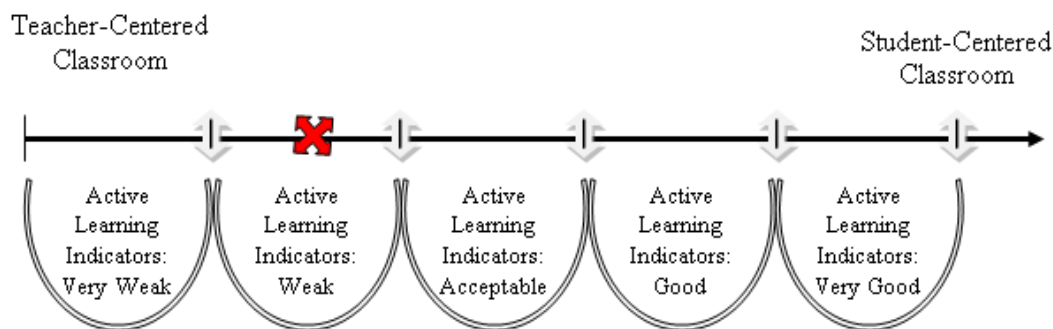 Teacher-Centered
Classroom
Student-Centered
Classroom
Active
Learning
Indicators:
Very Weak
Active
Learning
Indicators:
Weak
Active
Learning
Indicators:
Acceptable
Active
Learning
Indicators:
Good
Active
Learning
Indicators:
Very Good